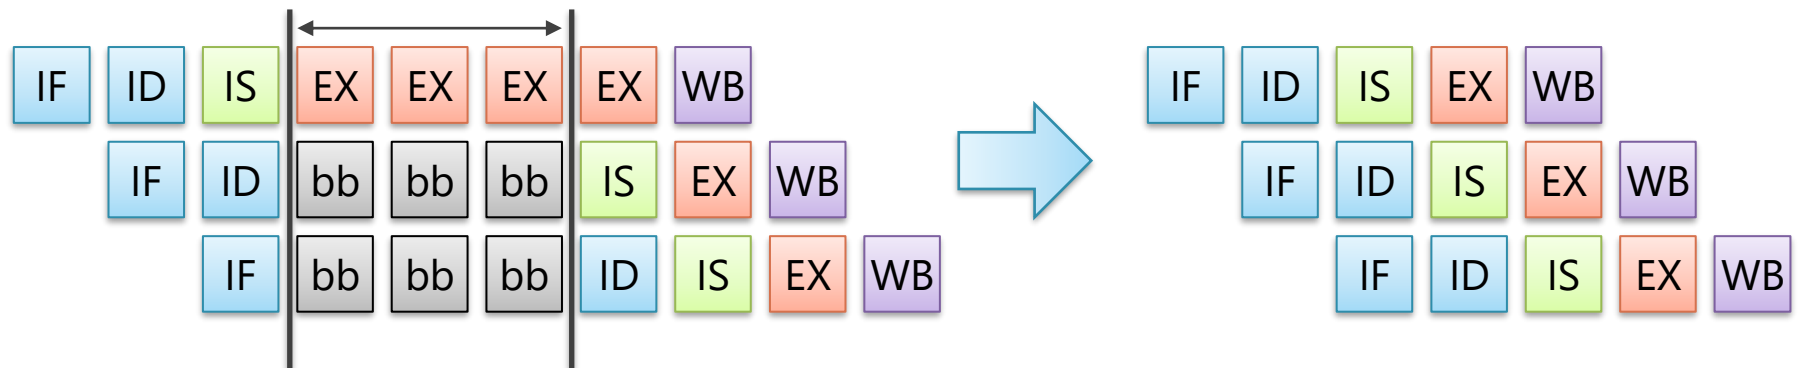 IF ID IS EX EX EX EX WB
IF ID bb bb bb IS EX WB
IF bb bb bb ID IS EX WB
IF ID IS EX WB
IF ID IS EX WB
IF ID IS EX WB